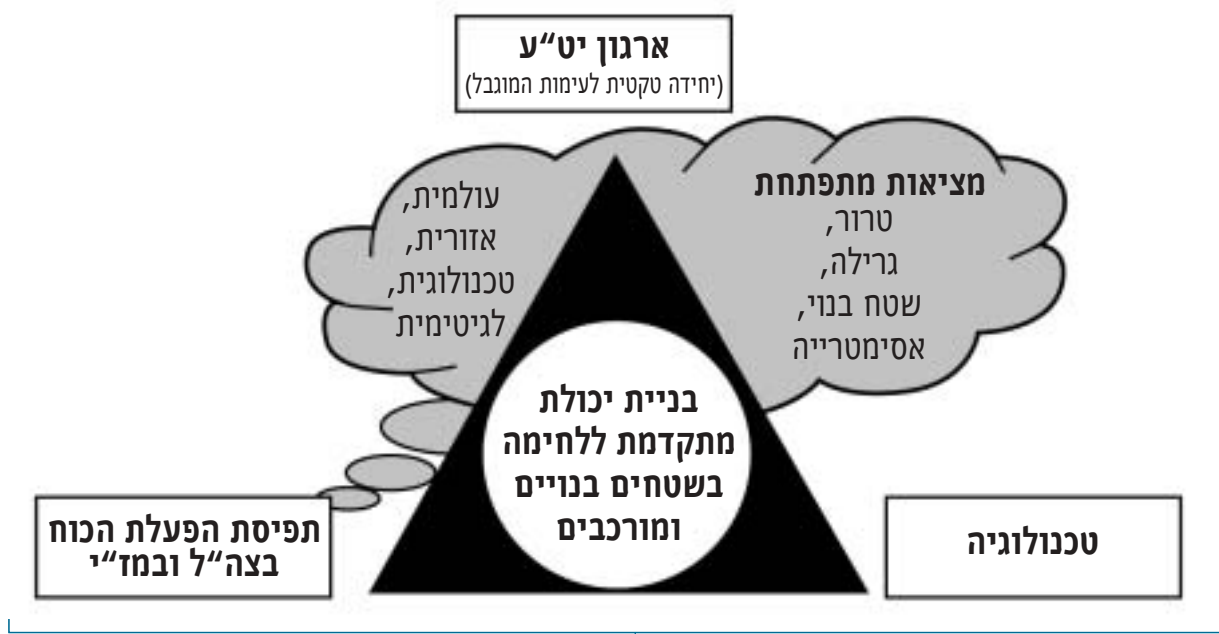 ארגון יט“ע
(יחידה טקטית לעימות המוגבל)
מציאות מתפתחת
טרור,
גרילה,
שטח בנוי,
אסימטרייה
עולמית,
אזורית,
טכנולוגית,
לגיטימית
בניית יכולת
מתקדמת ללחימה
בשטחים בנויים
ומורכבים
טכנולוגיה
תפיסת הפעלת הכוח
בצה“ל ובמז“י